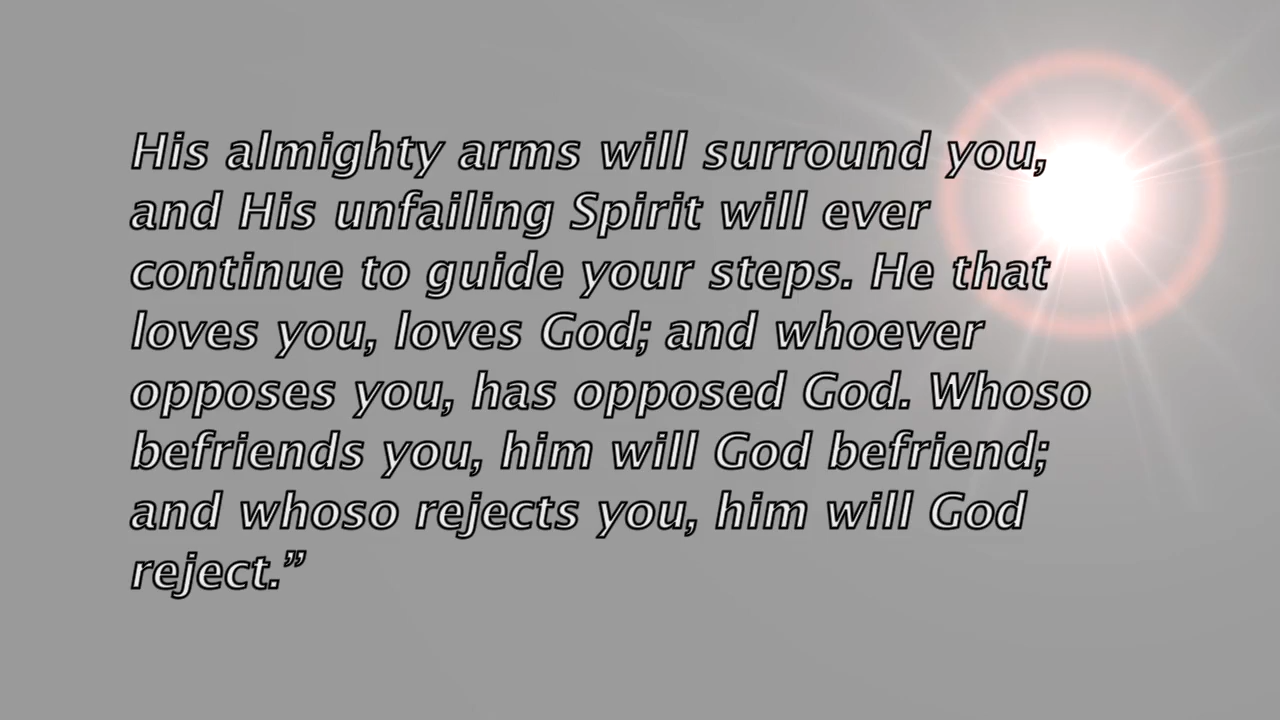 His almighty arms will surround you,
and His unfailing Spirit will ever
continue to guide your steps. He that
loves you, loves God; and whoever
opposes you, has opposed God. Whoso
befriends you, him will God befriend;
and whoso rejects you, him will God
reject.”